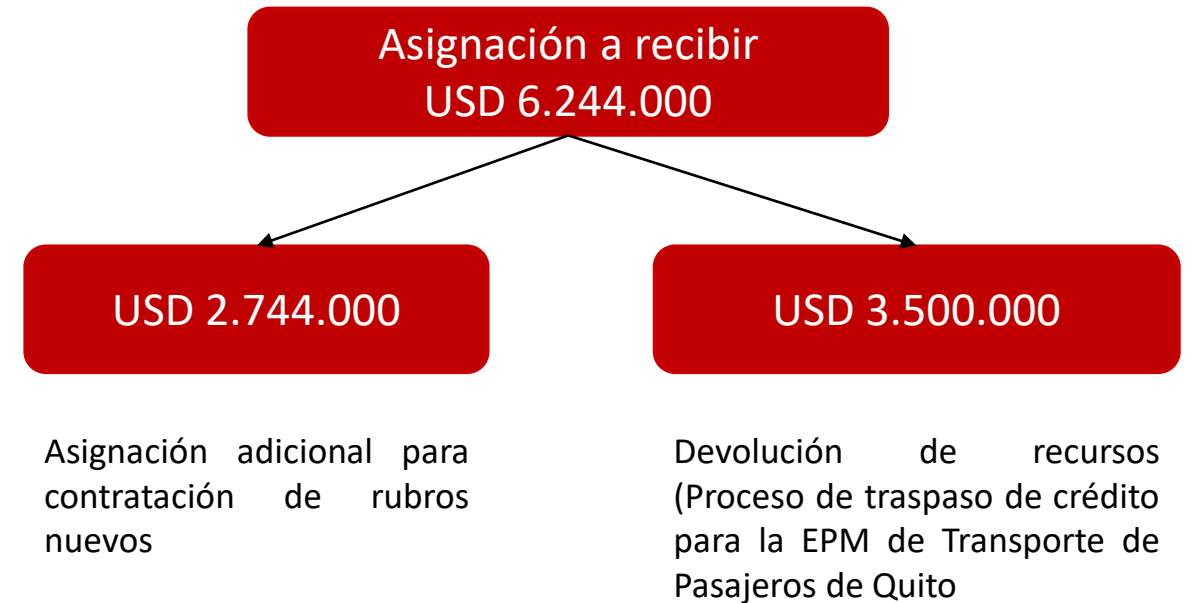 Asignación a recibir
USD 6.244.000
USD 2.744.000
USD 3.500.000
Asignación adicional para
contratación de rubros
nuevos
Devolución de recursos
(Proceso de traspaso de crédito
para la EPM de Transporte de
Pasajeros de Quito